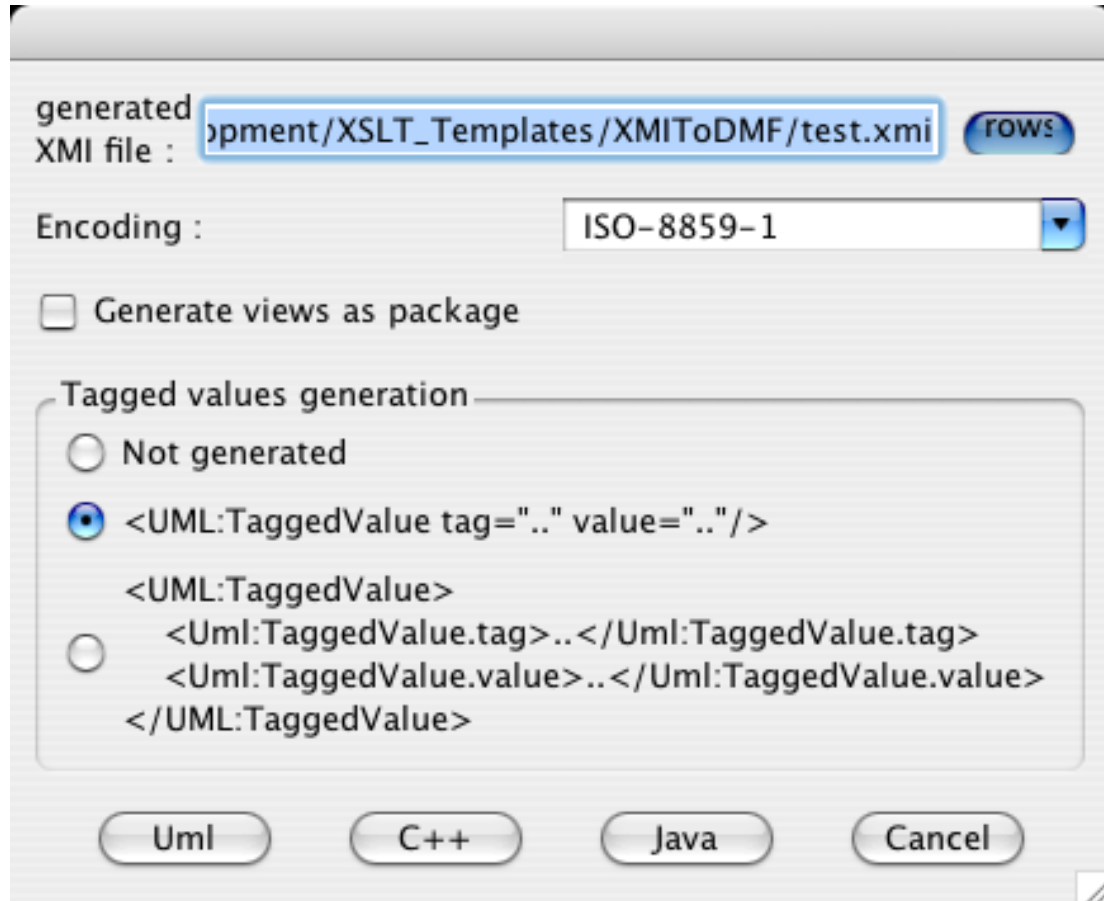 generated
XMI file :
opment/XSLT_Templates/XMIToDMF/test.xmi
rows
Encoding :
ISO-8859-1
Generate views as package
Tagged values generation
Not generated
<UML:TaggedValue tag=".." value=".."/>
<UML:TaggedValue>
<Uml:TaggedValue.tag>..</Uml:TaggedValue.tag>
<Uml:TaggedValue.value>..</Uml:TaggedValue.value>
</UML:TaggedValue>
Uml
C++
Java
Cancel